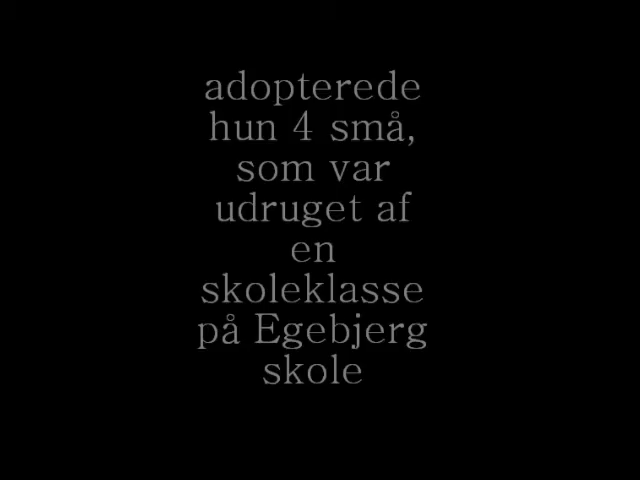 adopterede
hun 4 små,
som var
udruget af
en
skoleklasse
på Egebjerg
skole